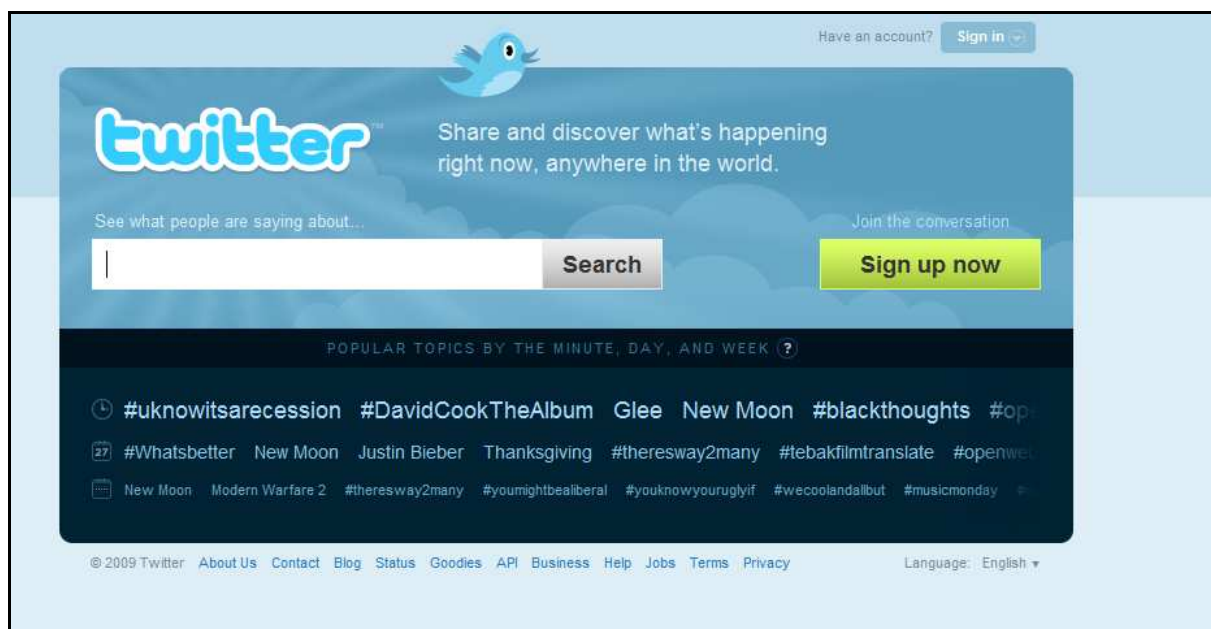 Have an account? Sign in
twitter™
Share and discover what's happening
right now, anywhere in the world.
See what people are saying about...
Join the conversation
Search
Sign up now
POPULAR TOPICS BY THE MINUTE, DAY, AND WEEK ?
#uknowitsarecession #DavidCookTheAlbum Glee New Moon #blackthoughts
27 #Whatsbetter New Moon Justin Bieber Thanksgiving #theresway2many #tebakfilmtranslate
New Moon Modern Warfare 2 #theresway2many #youmightbealiberal #youknowyouruglyif #wecoolandallbut #musicmonday
© 2009 Twitter About Us Contact Blog Status Goodies API Business Help Jobs Terms Privacy Language: English